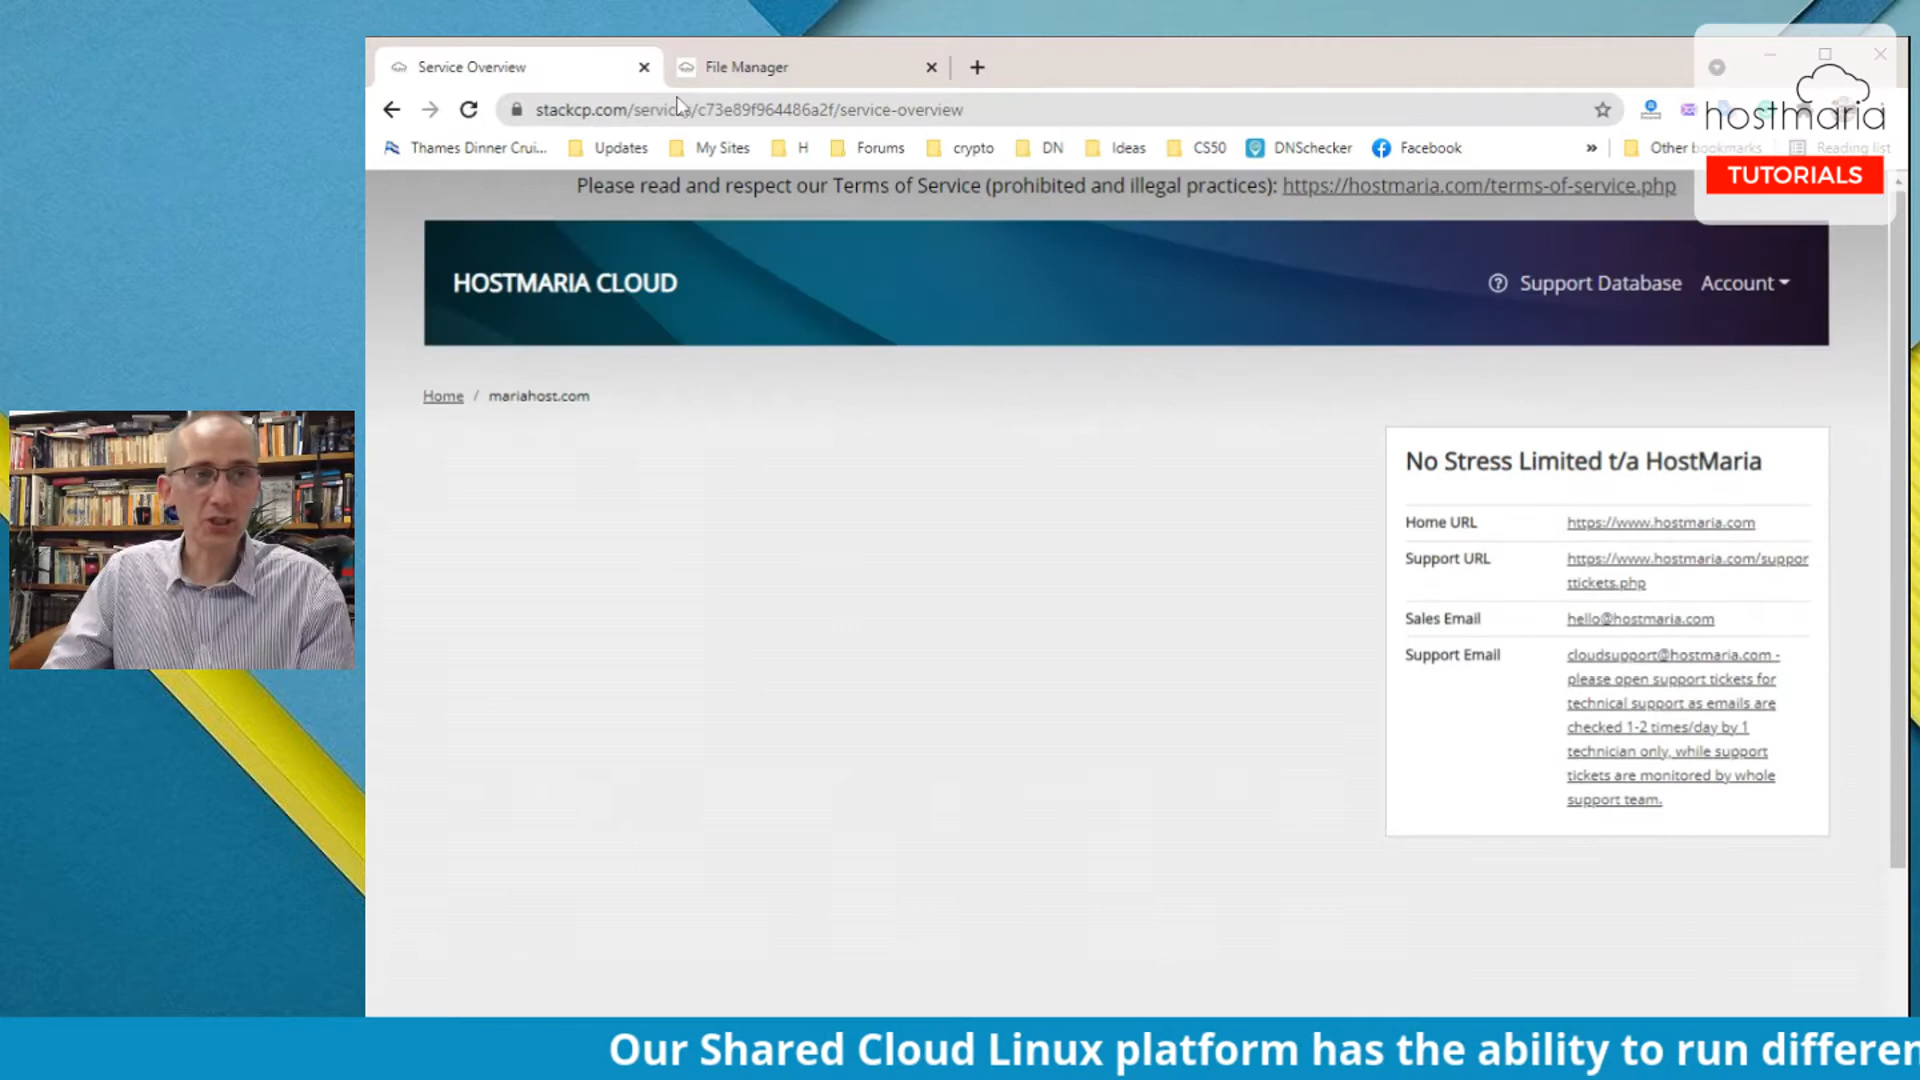 Service Overview
File Manager
stackcp.com/services/c73e89f964486a2f/service-overview
hostmaria
TUTORIALS
Thames Dinner Crui...
Updates
My Sites
H
Forums
crypto
DN
Ideas
CS50
DNSchecker
Facebook
»
Other bookmarks
Reading list
Please read and respect our Terms of Service (prohibited and illegal practices): https://hostmaria.com/terms-of-service.php
HOSTMARIA CLOUD
Support Database
Account
Home / mariahost.com
No Stress Limited t/a HostMaria
Home URL
https://www.hostmaria.com
Support URL
https://www.hostmaria.com/suppor
ttickets.php
Sales Email
hello@hostmaria.com
Support Email
cloudsupport@hostmaria.com -
please open support tickets for
technical support as emails are
checked 1-2 times/day by 1
technician only, while support
tickets are monitored by whole
support team.
Our Shared Cloud Linux platform has the ability to run differen